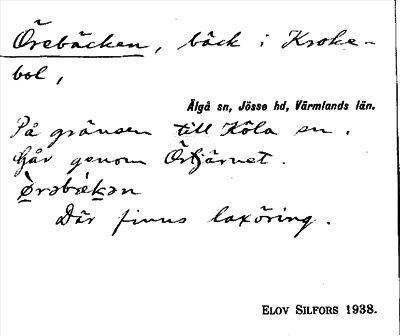 Örebäcken, bäck i Kroke-
bol,
Älgå sn, Jösse hd, Värmlands län.
På gränsen till Köla sn.
Går genom Örtjärnet.
Där finns laxöring.
ELOV SILFORS 1938.